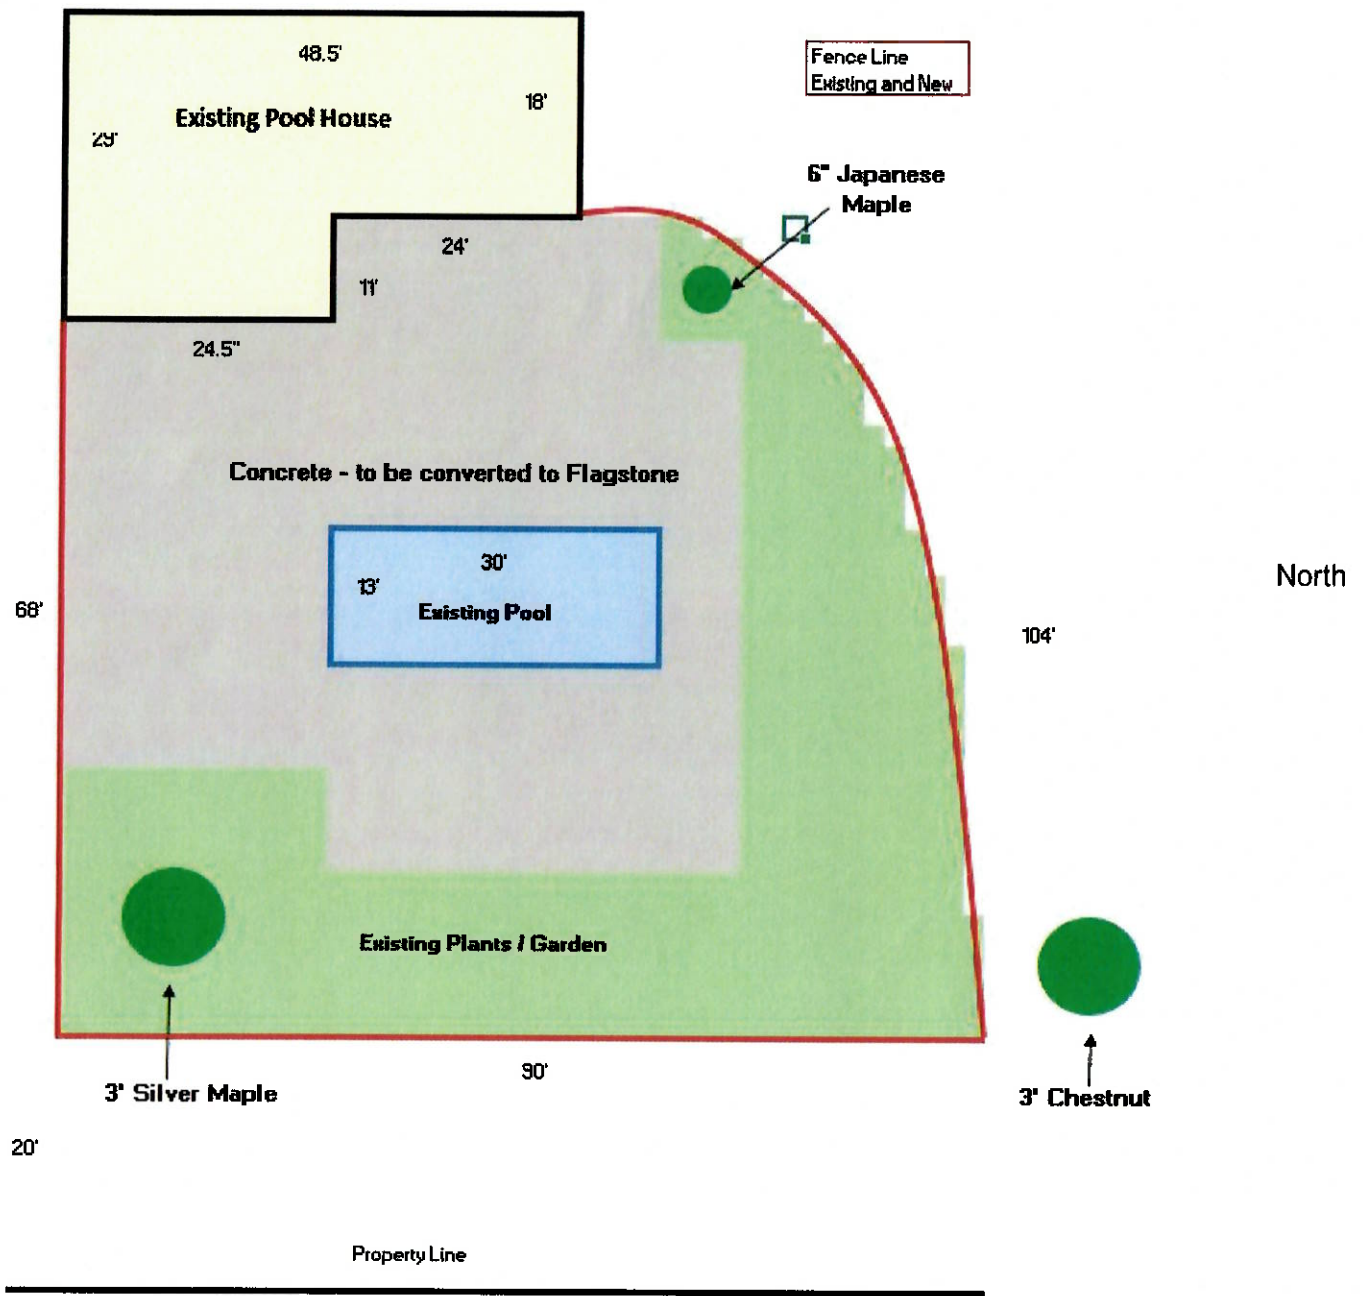 48.5'
Fence Line
Existing and New
18'
Existing Pool House
29'
6" Japanese
Maple
24'
11'
24.5"
Concrete - to be converted to Flagstone
30'
13'
Existing Pool
North
68'
104'
Existing Plants / Garden
90'
3' Silver Maple
3' Chestnut
20'
Property Line